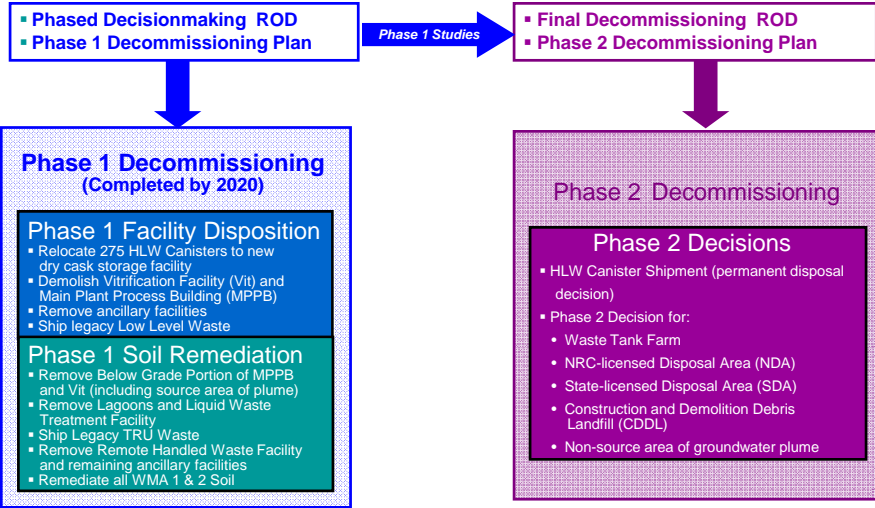 ▪ Phased Decisionmaking ROD
▪ Phase 1 Decommissioning Plan
Phase 1 Studies
▪ Final Decommissioning ROD
▪ Phase 2 Decommissioning Plan
Phase 1 Decommissioning
(Completed by 2020)
Phase 1 Facility Disposition
▪ Relocate 275 HLW Canisters to new
dry cask storage facility
▪ Demolish Vitrification Facility (Vit) and
Main Plant Process Building (MPPB)
▪ Remove ancillary facilities
▪ Ship legacy Low Level Waste
Phase 1 Soil Remediation
▪ Remove Below Grade Portion of MPPB
and Vit (including source area of plume)
▪ Remove Lagoons and Liquid Waste
Treatment Facility
▪ Ship Legacy TRU Waste
▪ Remove Remote Handled Waste Facility
and remaining ancillary facilities
▪ Remediate all WMA 1 & 2 Soil
Phase 2 Decommissioning
Phase 2 Decisions
▪ HLW Canister Shipment (permanent disposal
decision)
▪ Phase 2 Decision for:
• Waste Tank Farm
• NRC-licensed Disposal Area (NDA)
• State-licensed Disposal Area (SDA)
• Construction and Demolition Debris
Landfill (CDDL)
• Non-source area of groundwater plume